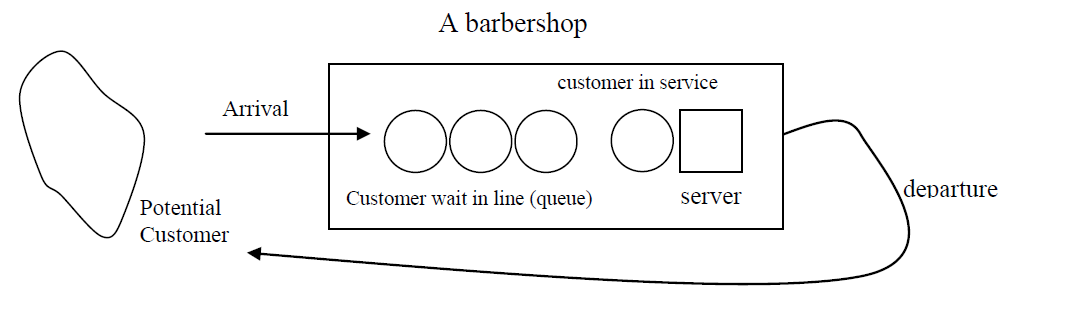 A barbershop
customer in service
Arrival
Customer wait in line (queue)
server
departure
Potential
Customer